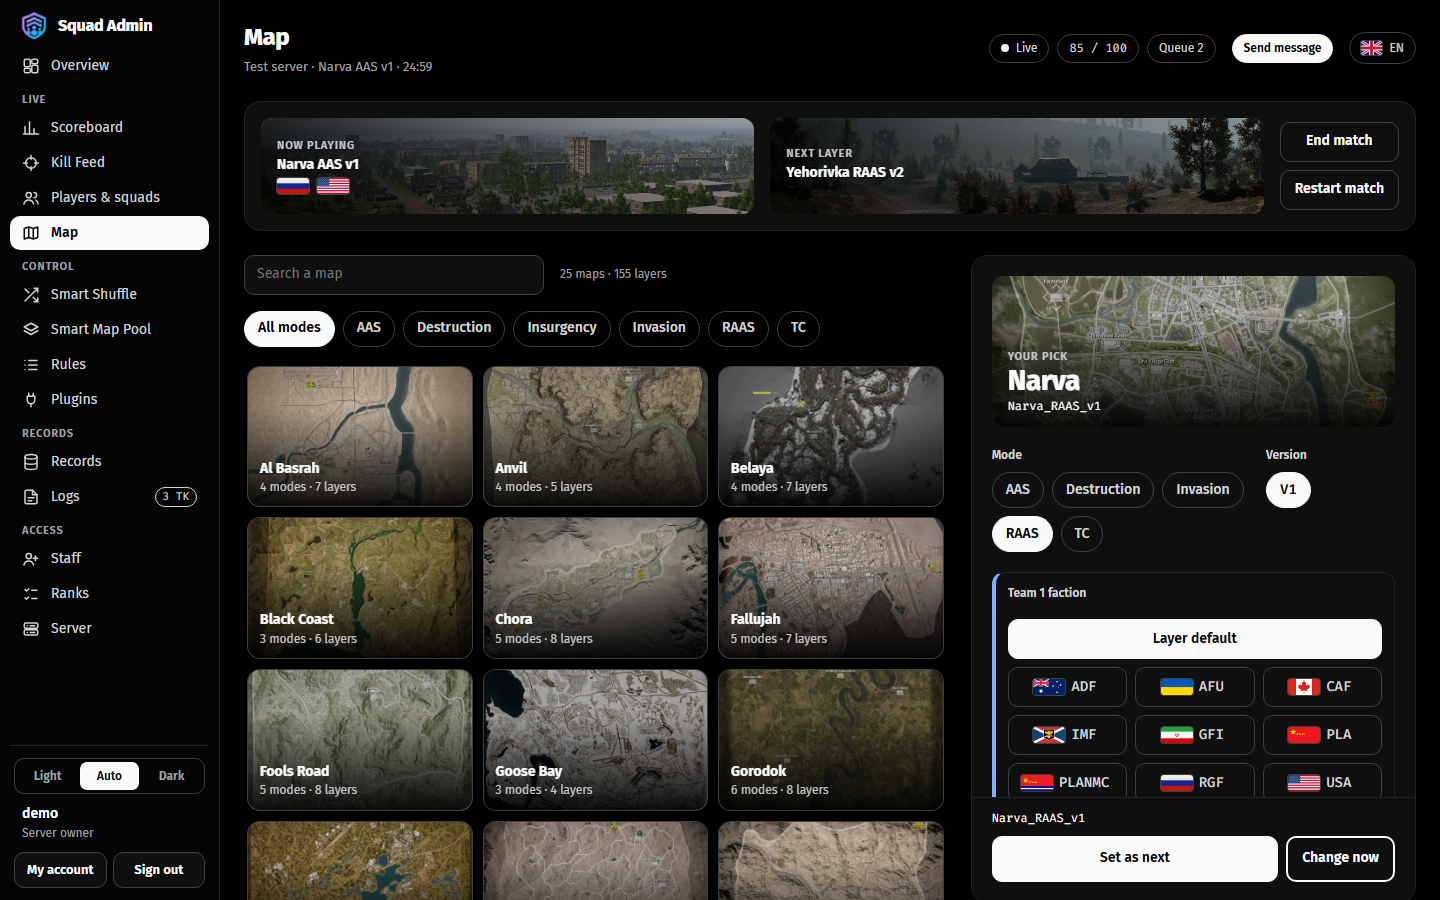 Squad Admin
Overview
LIVE
Scoreboard
Kill Feed
Players & squads
Map
CONTROL
Smart Shuffle
Smart Map Pool
Rules
Plugins
RECORDS
Records
Logs
3 TK
ACCESS
Staff
Ranks
Server
Light
Auto
Dark
demo
Server owner
My account
Sign out
Map
Test server · Narva AAS v1 · 24:59
Live
85 / 100
Queue 2
Send message
EN
NOW PLAYING
Narva AAS v1
NEXT LAYER
Yehorivka RAAS v2
End match
Restart match
Search a map
25 maps · 155 layers
All modes
AAS
Destruction
Insurgency
Invasion
RAAS
TC
Al Basrah
4 modes · 7 layers
Anvil
4 modes · 5 layers
Belaya
4 modes · 7 layers
Black Coast
3 modes · 6 layers
Chora
5 modes · 8 layers
Fallujah
5 modes · 7 layers
Fools Road
5 modes · 8 layers
Goose Bay
3 modes · 4 layers
Gorodok
6 modes · 8 layers
YOUR PICK
Narva
Narva_RAAS_v1
Mode
AAS
Destruction
Invasion
RAAS
TC
Version
V1
Team 1 faction
Layer default
ADF
AFU
CAF
IMF
GFI
PLA
PLANMC
RGF
USA
Narva_RAAS_v1
Set as next
Change now